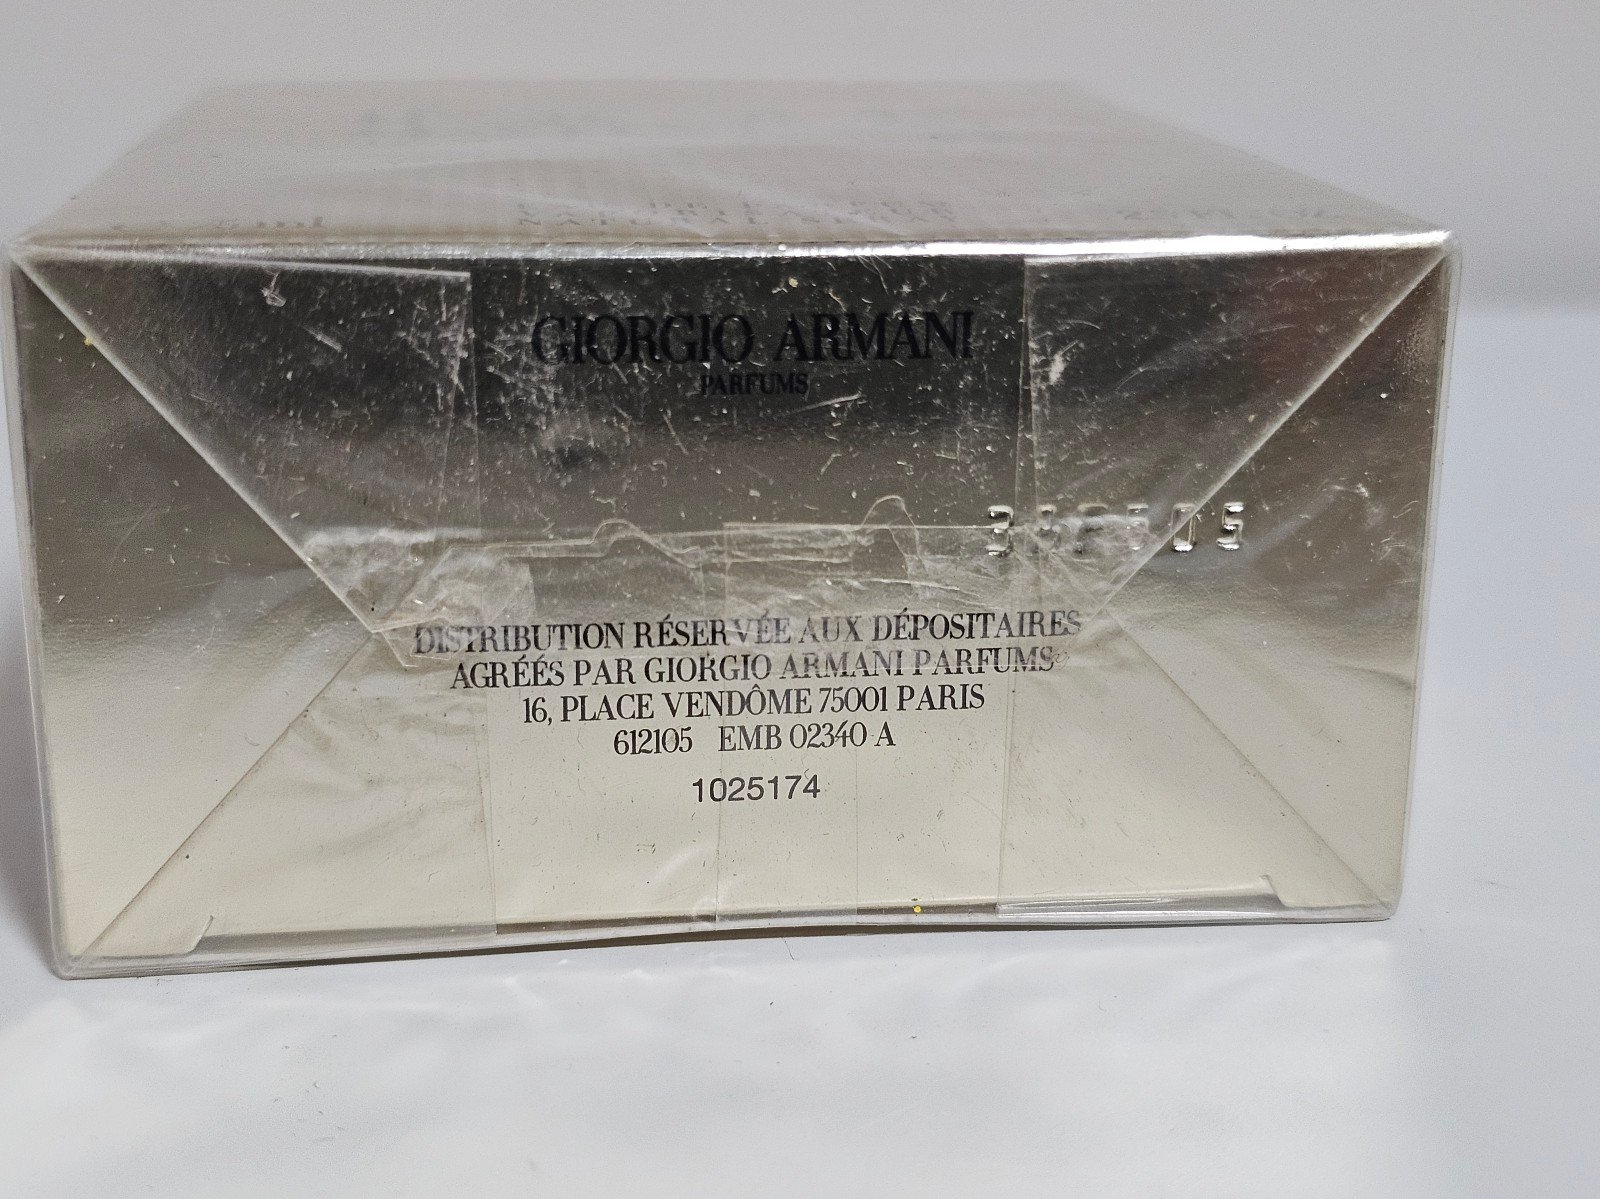 GIORGIO ARMANI
PARFUMS
DISTRIBUTION RÉSERVÉE AUX DÉPOSITAIRES
AGRÉÉS PAR GIORGIO ARMANI PARFUMS
16, PLACE VENDÔME 75001 PARIS
612105 EMB 02340 A
1025174